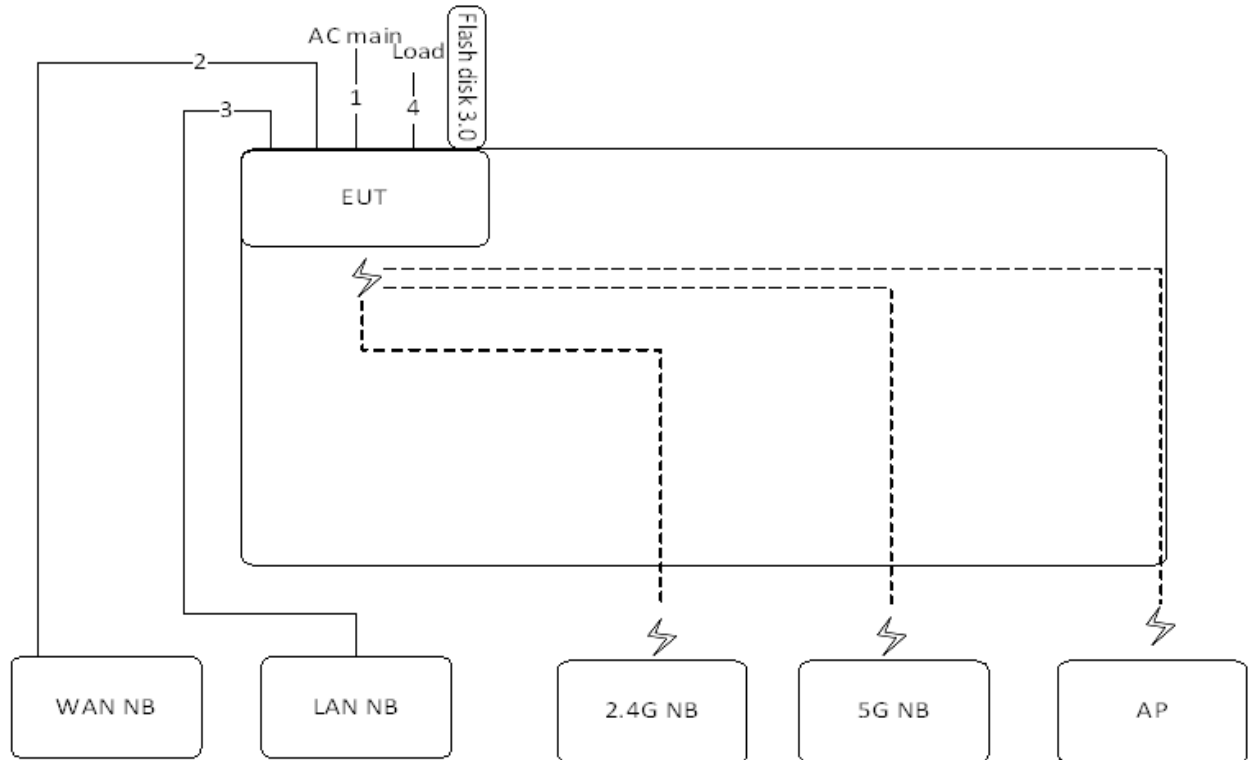 AC main
Load
Flash disk 3.0
2
1
3
4
EUT
WAN NB
LAN NB
2.4G NB
5G NB
AP